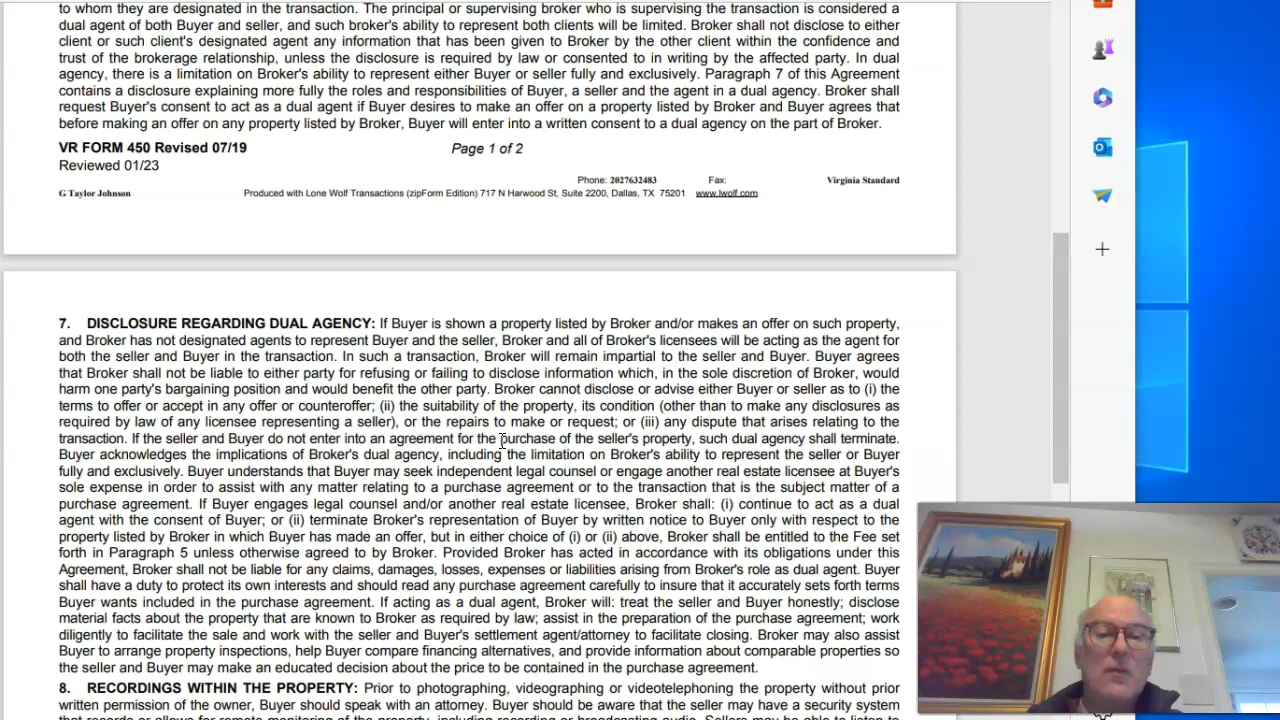 to whom they are designated in the transaction. The principal or supervising broker who is supervising the transaction is considered a
dual agent of both Buyer and seller, and such broker's ability to represent both clients will be limited. Broker shall not disclose to either
client or such client's designated agent any information that has been given to Broker by the other client within the confidence and
trust of the brokerage relationship, unless the disclosure is required by law or consented to in writing by the affected party. In dual
agency, there is a limitation on Broker's ability to represent either Buyer or seller fully and exclusively. Paragraph 7 of this Agreement
contains a disclosure explaining more fully the roles and responsibilities of Buyer, a seller and the agent in a dual agency. Broker shall
request Buyer's consent to act as a dual agent if Buyer desires to make an offer on a property listed by Broker and Buyer agrees that
before making an offer on any property listed by Broker, Buyer will enter into a written consent to a dual agency on the part of Broker.
VR FORM 450 Revised 07/19 Page 1 of 2
Reviewed 01/23
Phone: 2027632483 Fax: Virginia Standard
G Taylor Johnson Produced with Lone Wolf Transactions (zipForm Edition) 717 N Harwood St, Suite 2200, Dallas, TX 75201 www.lwolf.com
7. DISCLOSURE REGARDING DUAL AGENCY: If Buyer is shown a property listed by Broker and/or makes an offer on such property,
and Broker has not designated agents to represent Buyer and the seller, Broker and all of Broker's licensees will be acting as the agent for
both the seller and Buyer in the transaction. In such a transaction, Broker will remain impartial to the seller and Buyer. Buyer agrees
that Broker shall not be liable to either party for refusing or failing to disclose information which, in the sole discretion of Broker, would
harm one party's bargaining position and would benefit the other party. Broker cannot disclose or advise either Buyer or seller as to (i) the
terms to offer or accept in any offer or counteroffer; (ii) the suitability of the property, its condition (other than to make any disclosures as
required by law of any licensee representing a seller), or the repairs to make or request; or (iii) any dispute that arises relating to the
transaction. If the seller and Buyer do not enter into an agreement for the purchase of the seller's property, such dual agency shall terminate.
Buyer acknowledges the implications of Broker's dual agency, including the limitation on Broker's ability to represent the seller or Buyer
fully and exclusively. Buyer understands that Buyer may seek independent legal counsel or engage another real estate licensee at Buyer's
sole expense in order to assist with any matter relating to a purchase agreement or to the transaction that is the subject matter of a
purchase agreement. If Buyer engages legal counsel and/or another real estate licensee, Broker shall: (i) continue to act as a dual
agent with the consent of Buyer; or (ii) terminate Broker's representation of Buyer by written notice to Buyer only with respect to the
property listed by Broker in which Buyer has made an offer, but in either choice of (i) or (ii) above, Broker shall be entitled to the Fee set
forth in Paragraph 5 unless otherwise agreed to by Broker. Provided Broker has acted in accordance with its obligations under this
Agreement, Broker shall not be liable for any claims, damages, losses, expenses or liabilities arising from Broker's role as dual agent. Buyer
shall have a duty to protect its own interests and should read any purchase agreement carefully to insure that it accurately sets forth terms
Buyer wants included in the purchase agreement. If acting as a dual agent, Broker will: treat the seller and Buyer honestly; disclose
material facts about the property that are known to Broker as required by law; assist in the preparation of the purchase agreement; work
diligently to facilitate the sale and work with the seller and Buyer's settlement agent/attorney to facilitate closing. Broker may also assist
Buyer to arrange property inspections, help Buyer compare financing alternatives, and provide information about comparable properties so
the seller and Buyer may make an educated decision about the price to be contained in the purchase agreement.
8. RECORDINGS WITHIN THE PROPERTY: Prior to photographing, videographing or videotelephoning the property without prior
written permission of the owner, Buyer should speak with an attorney. Buyer should be aware that the seller may have a security system
that records or allows for remote monitoring of the property, including recording or broadcasting audio. Sellers may be able to listen to